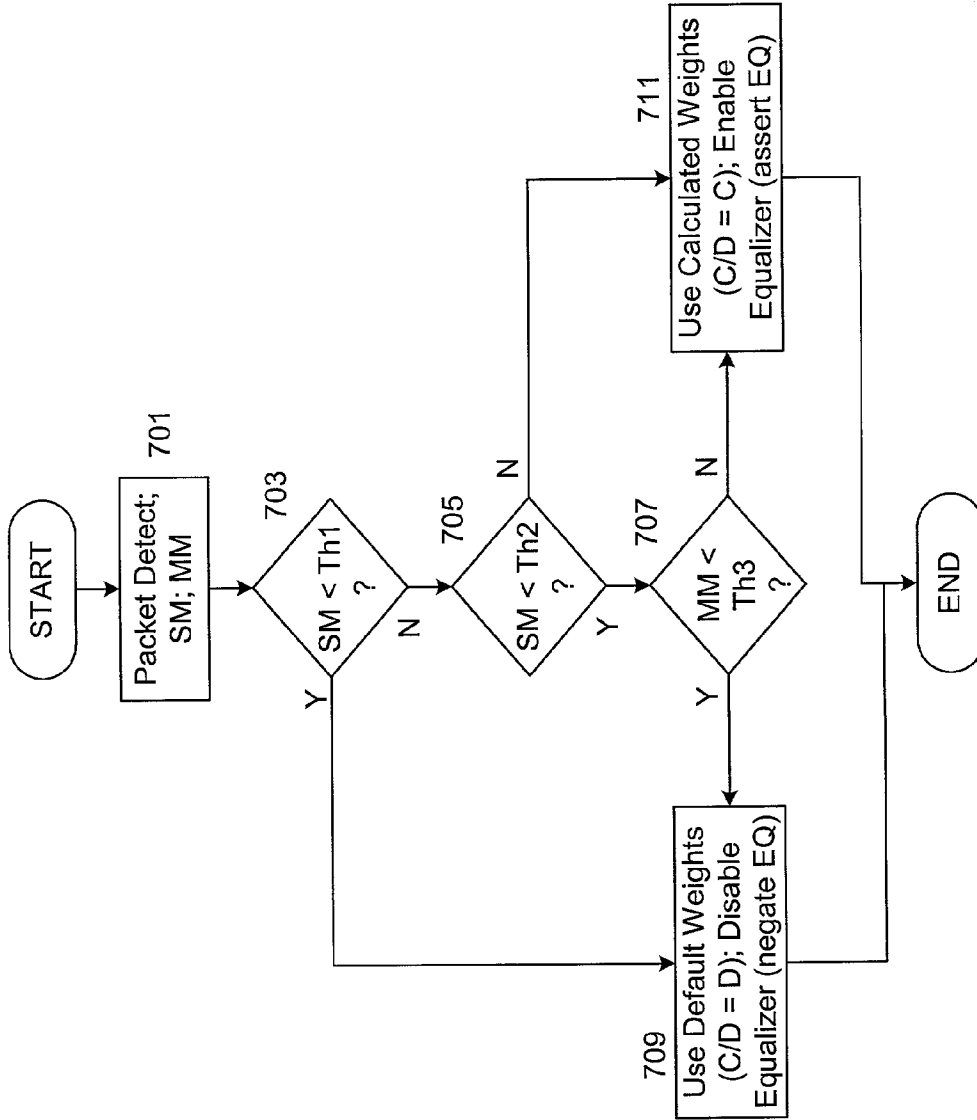 START
Packet Detect;
SM; MM
701
703
SM < Th1
?
Y
N
705
SM < Th2
?
N
Y
707
MM <
Th3
?
Y
N
709
Use Default Weights
(C/D = D); Disable
Equalizer (negate EQ)
711
Use Calculated Weights
(C/D = C); Enable
Equalizer (assert EQ)
END